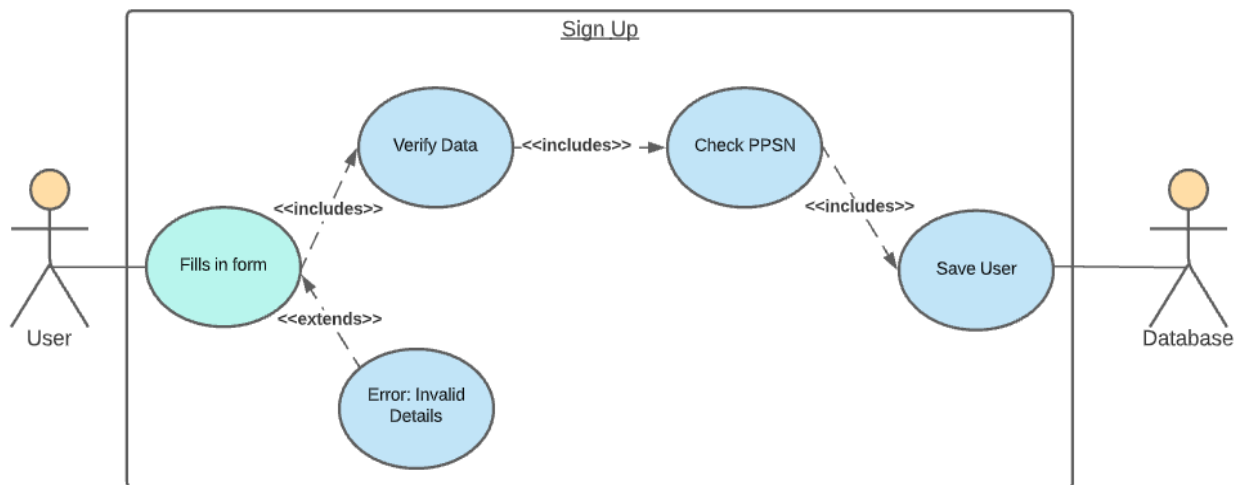 Sign Up
Verify Data
<<includes>>
Check PPSN
<<includes>>
<<includes>>
Fills in form
Save User
<<extends>>
User
Database
Error: Invalid
Details